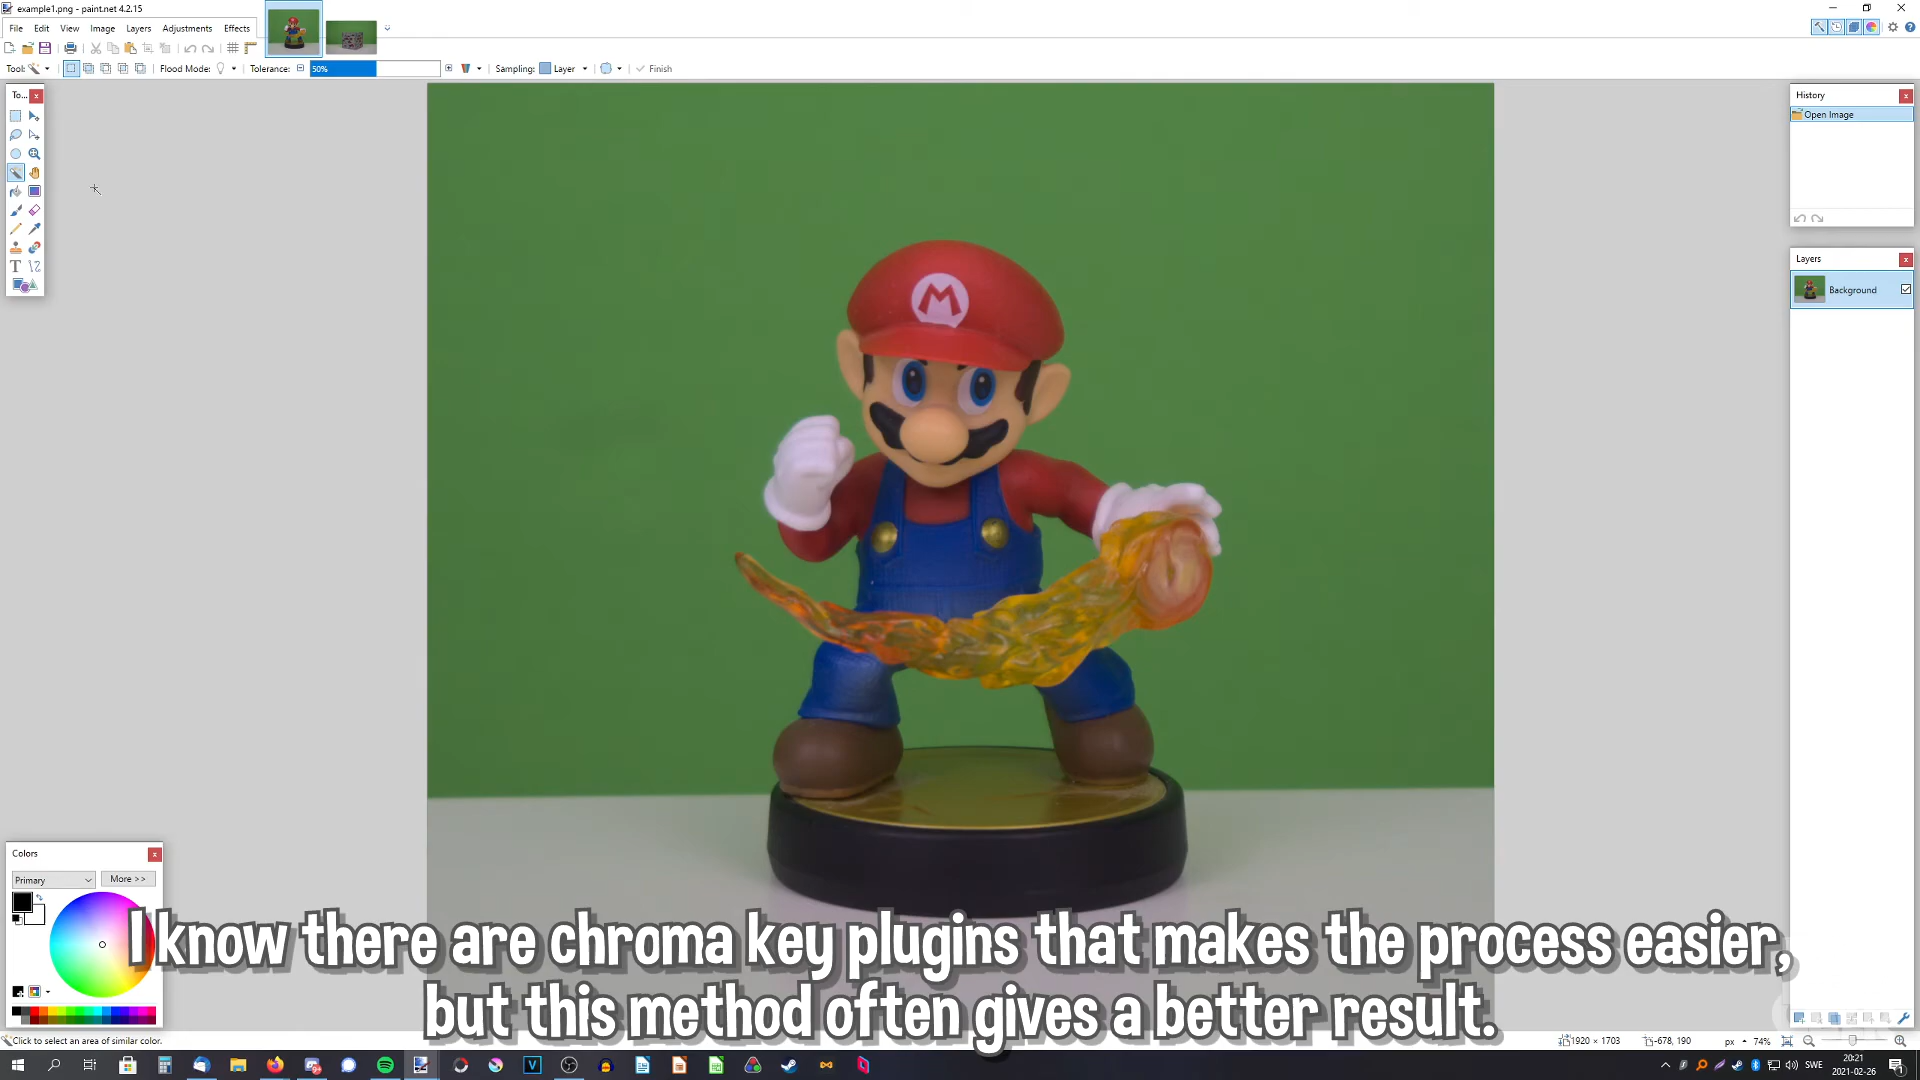 example1.png - paint.net 4.2.15
File Edit View Image Layers Adjustments Effects
Tool: Flood Mode: Tolerance: 50% Sampling: Layer Finish
To...
History
Open Image
M
Layers
Background
Colors
Primary
More >>
I know there are chroma key plugins that makes the process easier,
but this method often gives a better result.
Click to select an area of similar color.
1920 × 1703
-678, 190
px
74%
SWE
20:21
2021-02-26